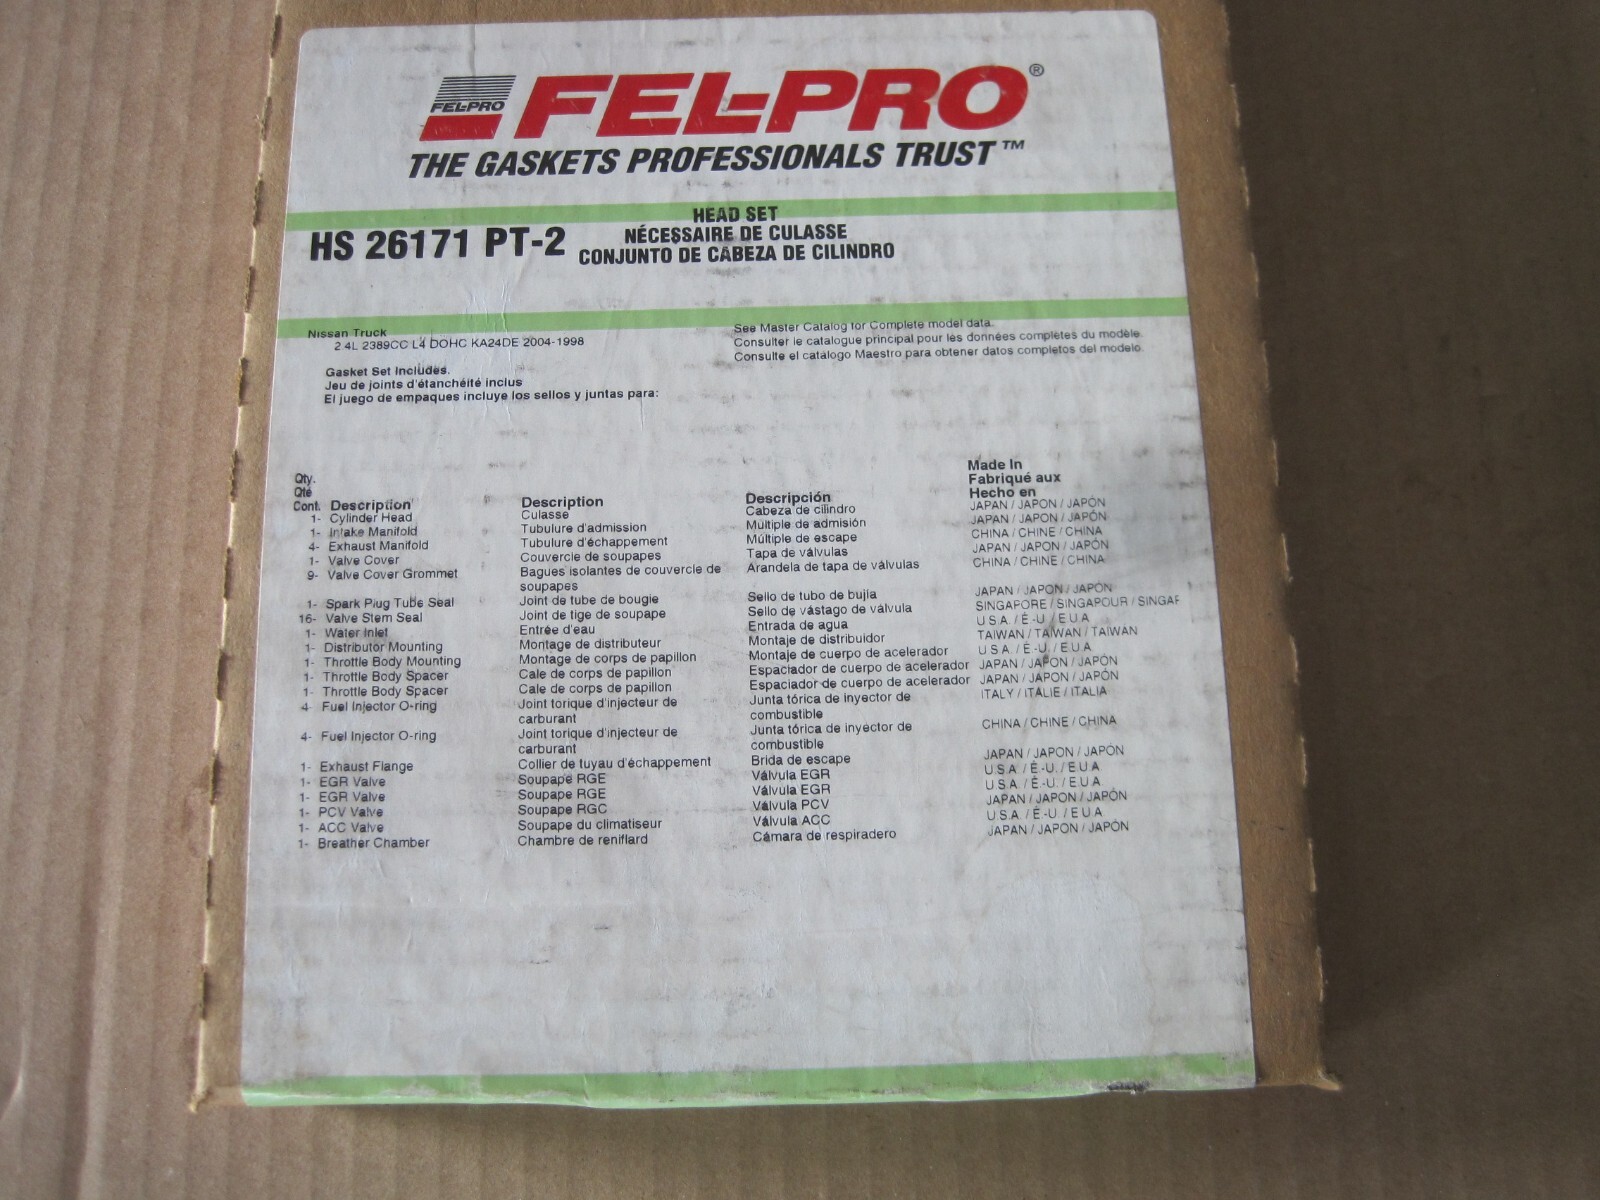 FEL-PRO
FEL-PRO®
THE GASKETS PROFESSIONALS TRUST™
HEAD SET
HS 26171 PT-2 NÉCESSAIRE DE CULASSE
CONJUNTO DE CABEZA DE CILINDRO
Nissan Truck
2.4L 2389CC L4 DOHC KA24DE 2004-1998
See Master Catalog for Complete model data.
Consulter le catalogue principal pour les données complètes du modèle.
Consulte el catálogo Maestro para obtener datos completos del modelo.
Gasket Set Includes.
Jeu de joints d'étanchéité inclus
El juego de empaques incluye los sellos y juntas para:
Qty.
Qté
Cont. Description Description Descripción
Made In
Fabriqué aux
Hecho en
1- Cylinder Head Culasse Cabeza de cilindro JAPAN / JAPON / JAPÓN
1- Intake Manifold Tubulure d'admission Múltiple de admisión JAPAN / JAPON / JAPÓN
4- Exhaust Manifold Tubulure d'échappement Múltiple de escape CHINA / CHINE / CHINA
1- Valve Cover Couvercle de soupapes Tapa de válvulas JAPAN / JAPON / JAPÓN
9- Valve Cover Grommet Bagues isolantes de couvercle de Arandela de tapa de válvulas CHINA / CHINE / CHINA
soupapes
1- Spark Plug Tube Seal Joint de tube de bougie Sello de tubo de bujía JAPAN / JAPON / JAPÓN
16- Valve Stem Seal Joint de tige de soupape Sello de vástago de válvula SINGAPORE / SINGAPOUR / SINGAP
1- Water Inlet Entrée d'eau Entrada de agua U.S.A. / É.-U. / E.U.A.
1- Distributor Mounting Montage de distributeur Montaje de distribuidor TAIWAN / TAIWAN / TAIWAN
1- Throttle Body Mounting Montage de corps de papillon Montaje de cuerpo de acelerador U.S.A. / É.-U. / E.U.A.
1- Throttle Body Spacer Cale de corps de papillon Espaciador de cuerpo de acelerador JAPAN / JAPON / JAPÓN
1- Throttle Body Spacer Cale de corps de papillon Espaciador de cuerpo de acelerador JAPAN / JAPON / JAPÓN
4- Fuel Injector O-ring Joint torique d'injecteur de Junta tórica de inyector de ITALY / ITALIE / ITALIA
carburant combustible
4- Fuel Injector O-ring Joint torique d'injecteur de Junta tórica de inyector de CHINA / CHINE / CHINA
carburant combustible
1- Exhaust Flange Collier de tuyau d'échappement Brida de escape JAPAN / JAPON / JAPÓN
1- EGR Valve Soupape RGE Válvula EGR U.S.A. / É.-U. / E.U.A.
1- EGR Valve Soupape RGE Válvula EGR U.S.A. / É.-U. / E.U.A.
1- PCV Valve Soupape RGC Válvula PCV JAPAN / JAPON / JAPÓN
1- ACC Valve Soupape du climatiseur Válvula ACC U.S.A. / É.-U. / E.U.A.
1- Breather Chamber Chambre de reniflard Cámara de respiradero JAPAN / JAPON / JAPÓN